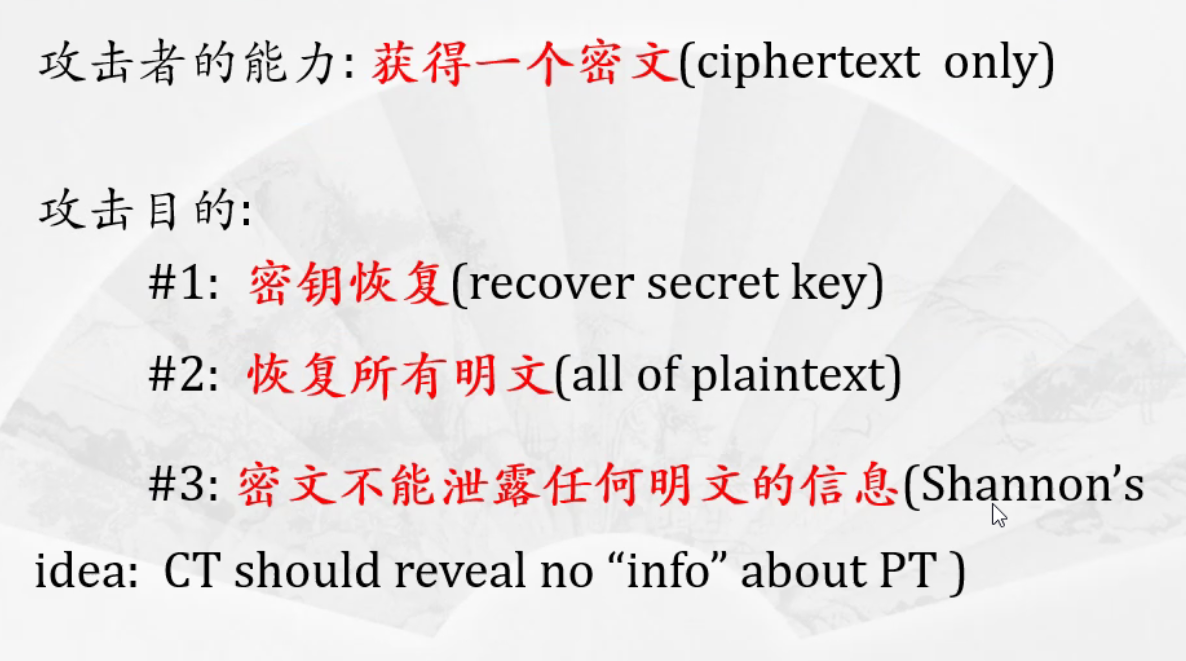 攻击者的能力: 获得一个密文(ciphertext only)
攻击目的:
#1: 密钥恢复(recover secret key)
#2: 恢复所有明文(all of plaintext)
#3: 密文不能泄露任何明文的信息(Shannon’s
idea: CT should reveal no “info” about PT )